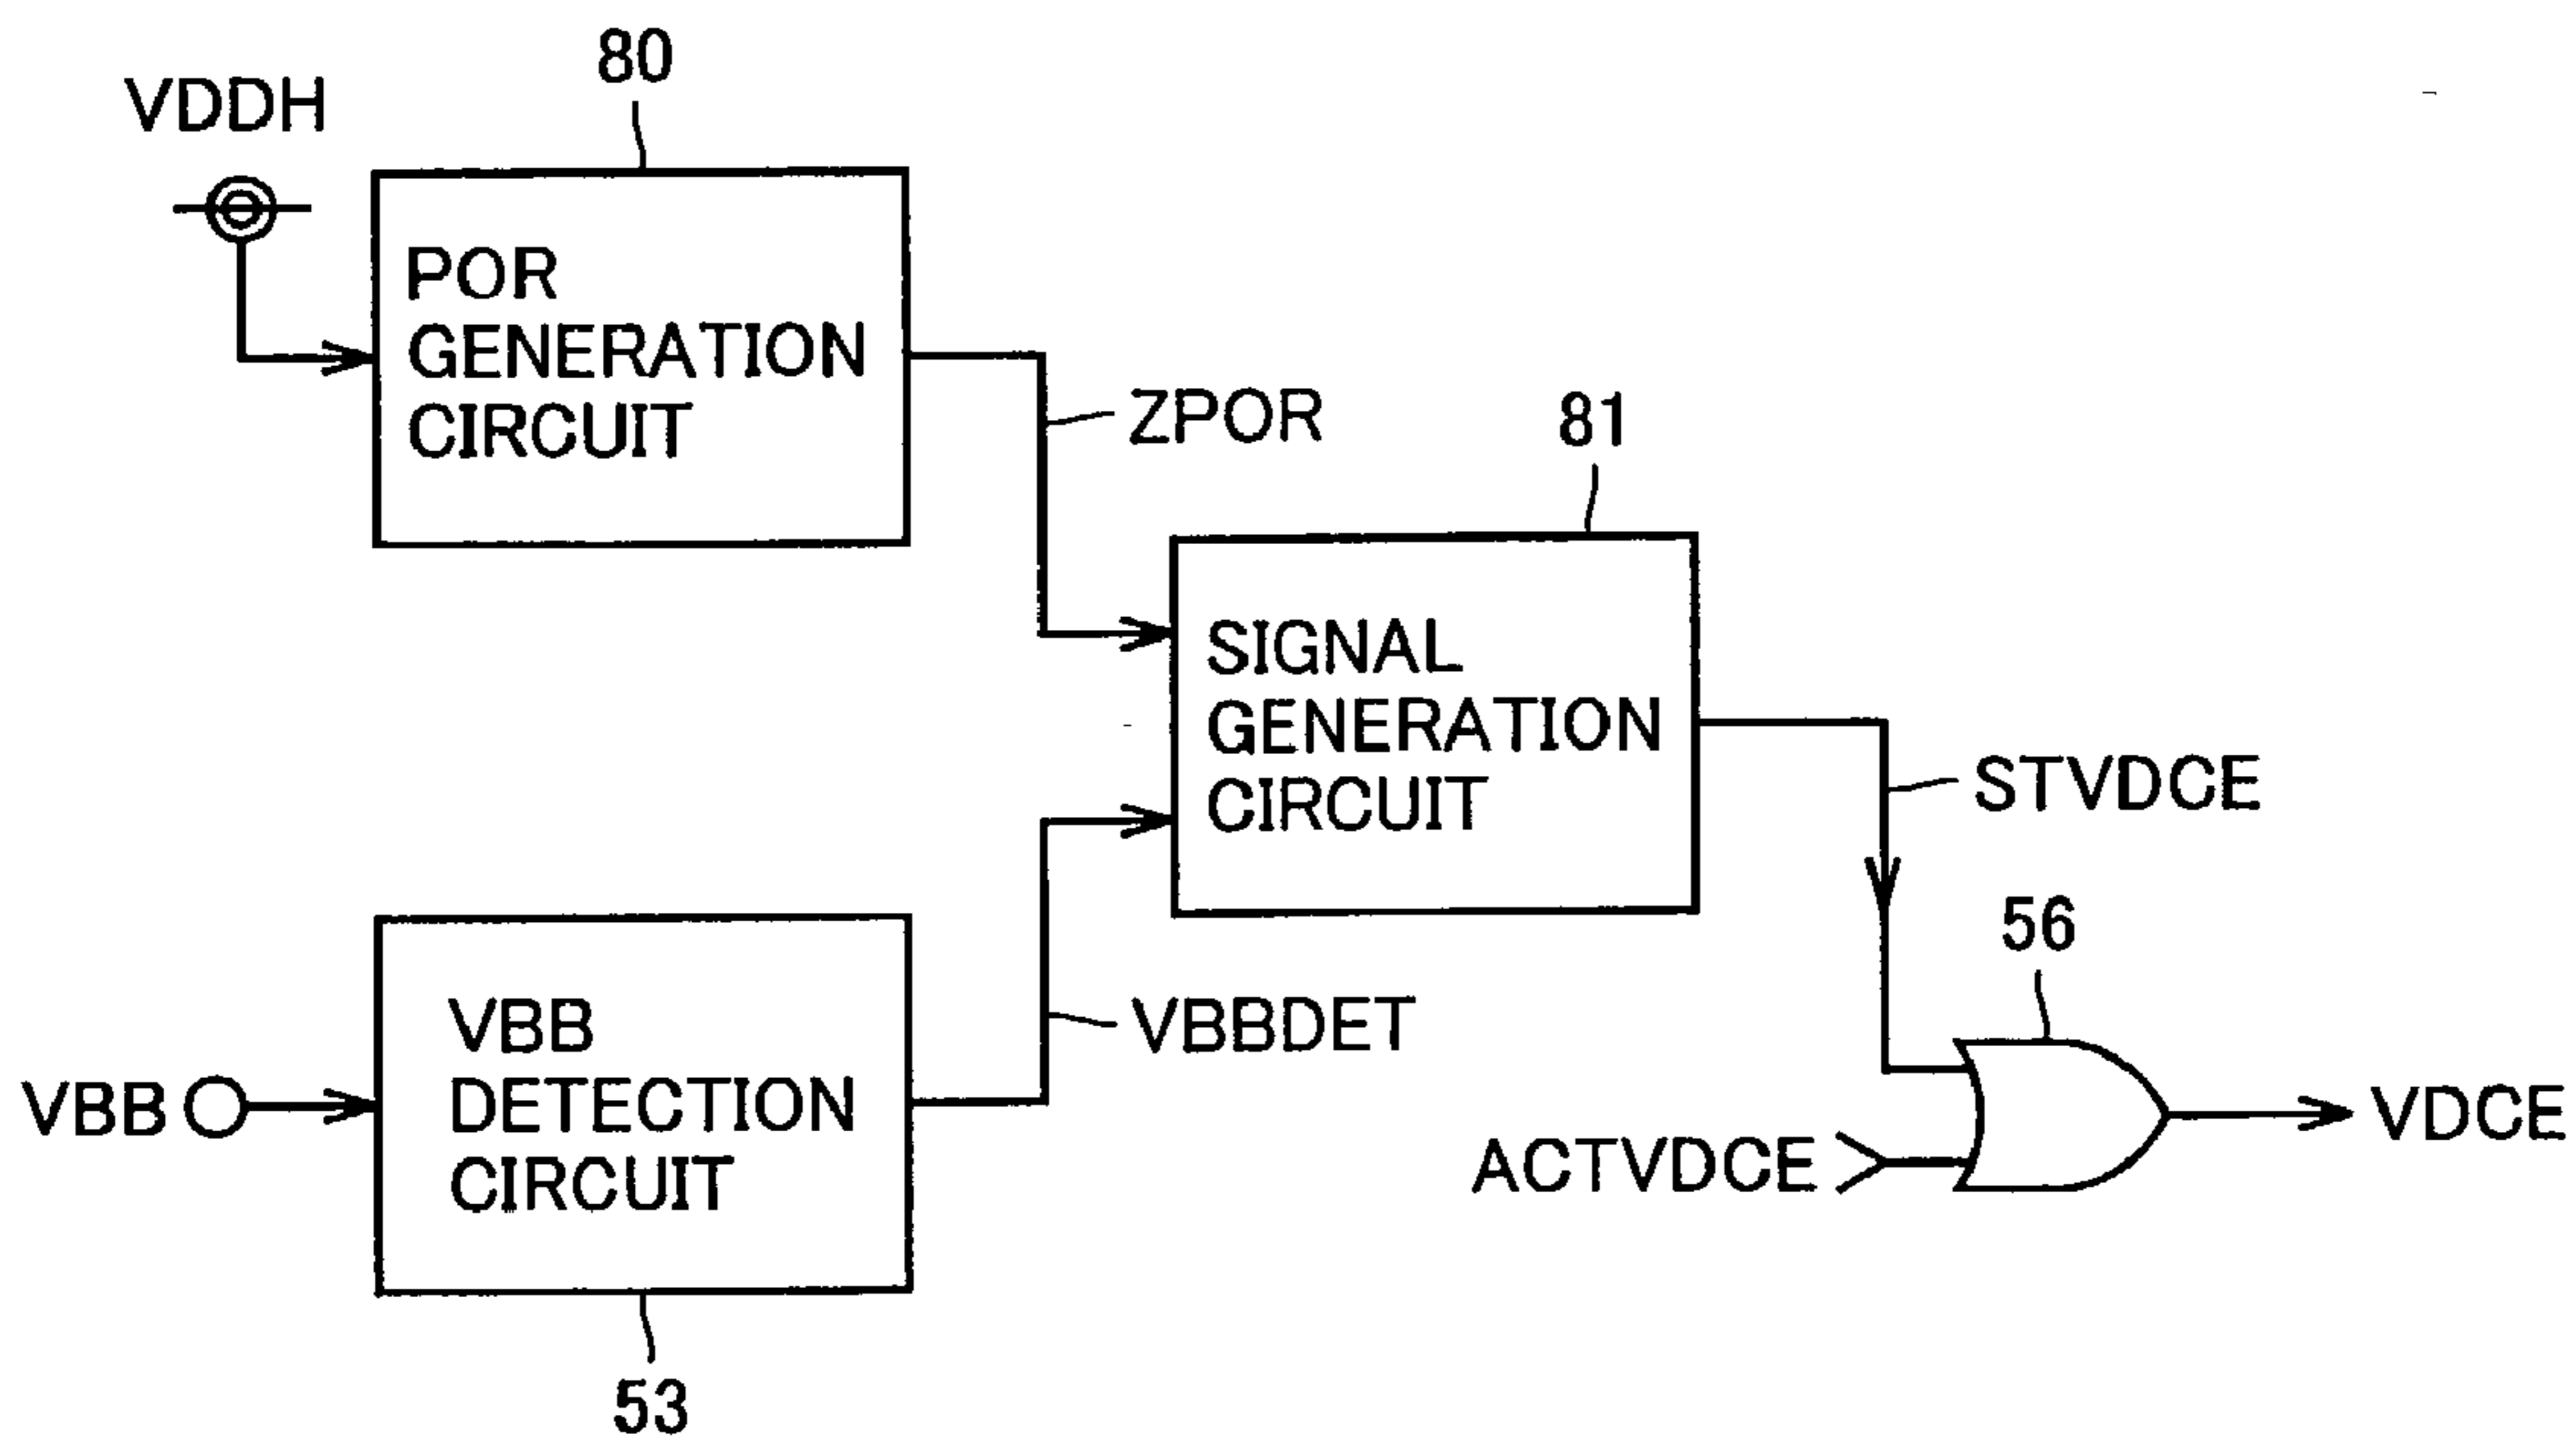 80
VDDH
POR
GENERATION
CIRCUIT
ZPOR
81
SIGNAL
GENERATION
CIRCUIT
STVDCE
56
VBB
VBB
DETECTION
CIRCUIT
VBBDET
ACTVDCE
VDCE
53